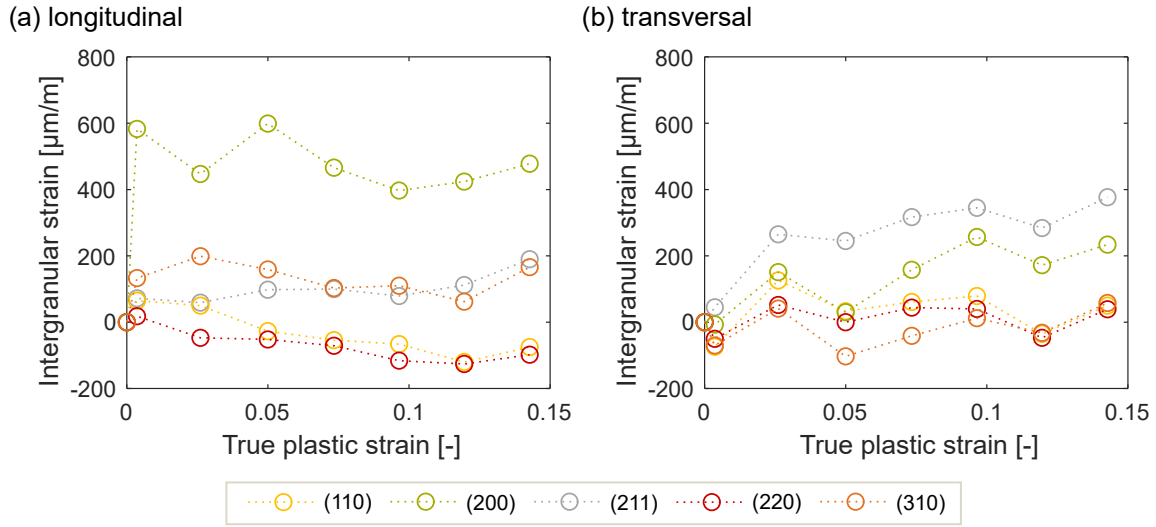 (a) longitudinal
(b) transversal
800
600
400
200
0
-200
0
0.05
0.1
0.15
Intergranular strain [μm/m]
True plastic strain [-]
800
600
400
200
0
-200
0
0.05
0.1
0.15
Intergranular strain [μm/m]
True plastic strain [-]
(110) (200) (211) (220) (310)